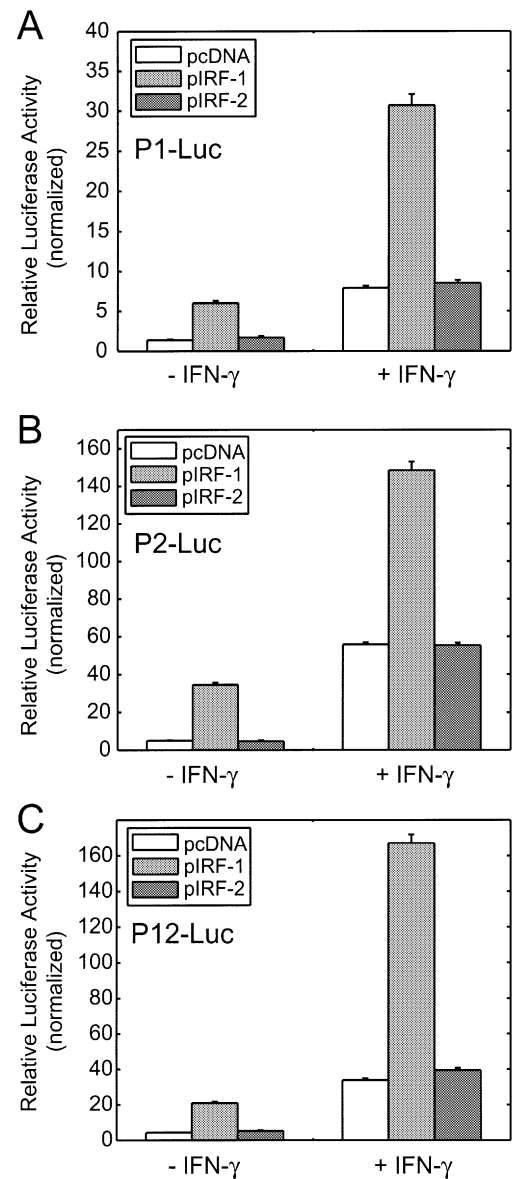 A
Relative Luciferase Activity
(normalized)
40
35
30
25
20
15
10
5
0
pcDNA
pIRF-1
pIRF-2
P1-Luc
- IFN-γ
+ IFN-γ
B
Relative Luciferase Activity
(normalized)
160
140
120
100
80
60
40
20
0
pcDNA
pIRF-1
pIRF-2
P2-Luc
- IFN-γ
+ IFN-γ
C
Relative Luciferase Activity
(normalized)
160
140
120
100
80
60
40
20
0
pcDNA
pIRF-1
pIRF-2
P12-Luc
- IFN-γ
+ IFN-γ